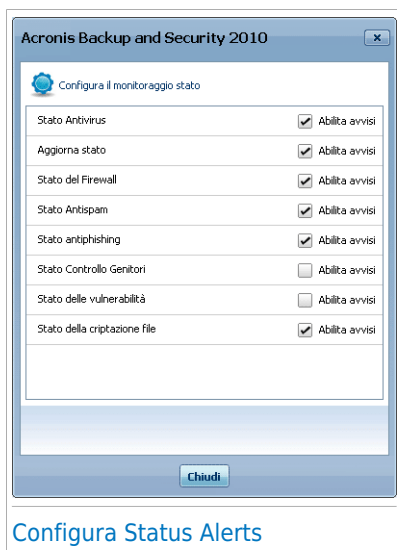 Acronis Backup and Security 2010
Configura il monitoraggio stato
Stato Antivirus Abilita avvisi
Aggiorna stato Abilita avvisi
Stato del Firewall Abilita avvisi
Stato Antispam Abilita avvisi
Stato antiphishing Abilita avvisi
Stato Controllo Genitori Abilita avvisi
Stato delle vulnerabilità Abilita avvisi
Stato della criptazione file Abilita avvisi
Chiudi
Configura Status Alerts